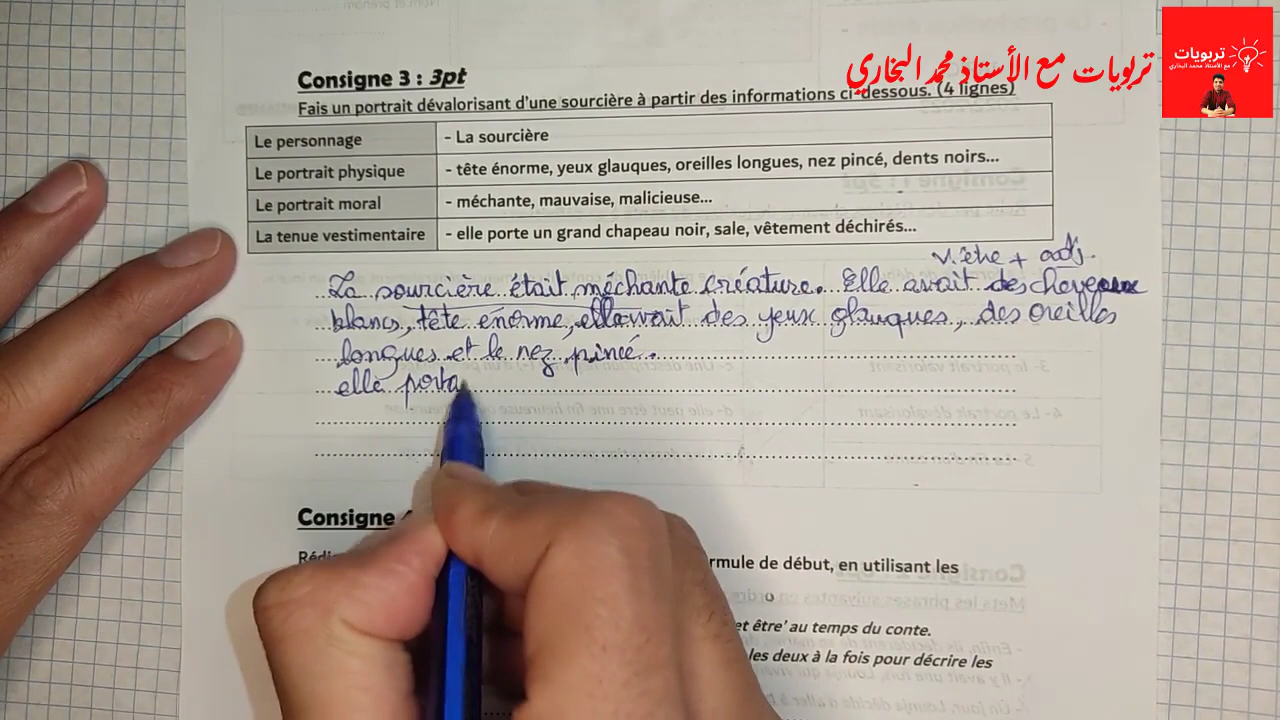 تربويات مع الأستاذ محمد البخاري
تربويات
مع الأستاذ محمد البخاري
Consigne 3 : 3pt
Fais un portrait dévalorisant d'une sourcière à partir des informations ci-dessous. (4 lignes)
Le personnage - La sourcière
Le portrait physique - tête énorme, yeux glauques, oreilles longues, nez pincé, dents noirs...
Le portrait moral - méchante, mauvaise, malicieuse...
La tenue vestimentaire - elle porte un grand chapeau noir, sale, vêtement déchirés...
v. être + adj.
La sourcière était méchante créature. Elle avait des cheveux
blancs, tête énorme, elle avait des yeux glauques, des oreilles
longues et le nez pincé.
elle porta
Consigne
rmule de début, en utilisant les
et être' au temps du conte.
les deux à la fois pour décrire les